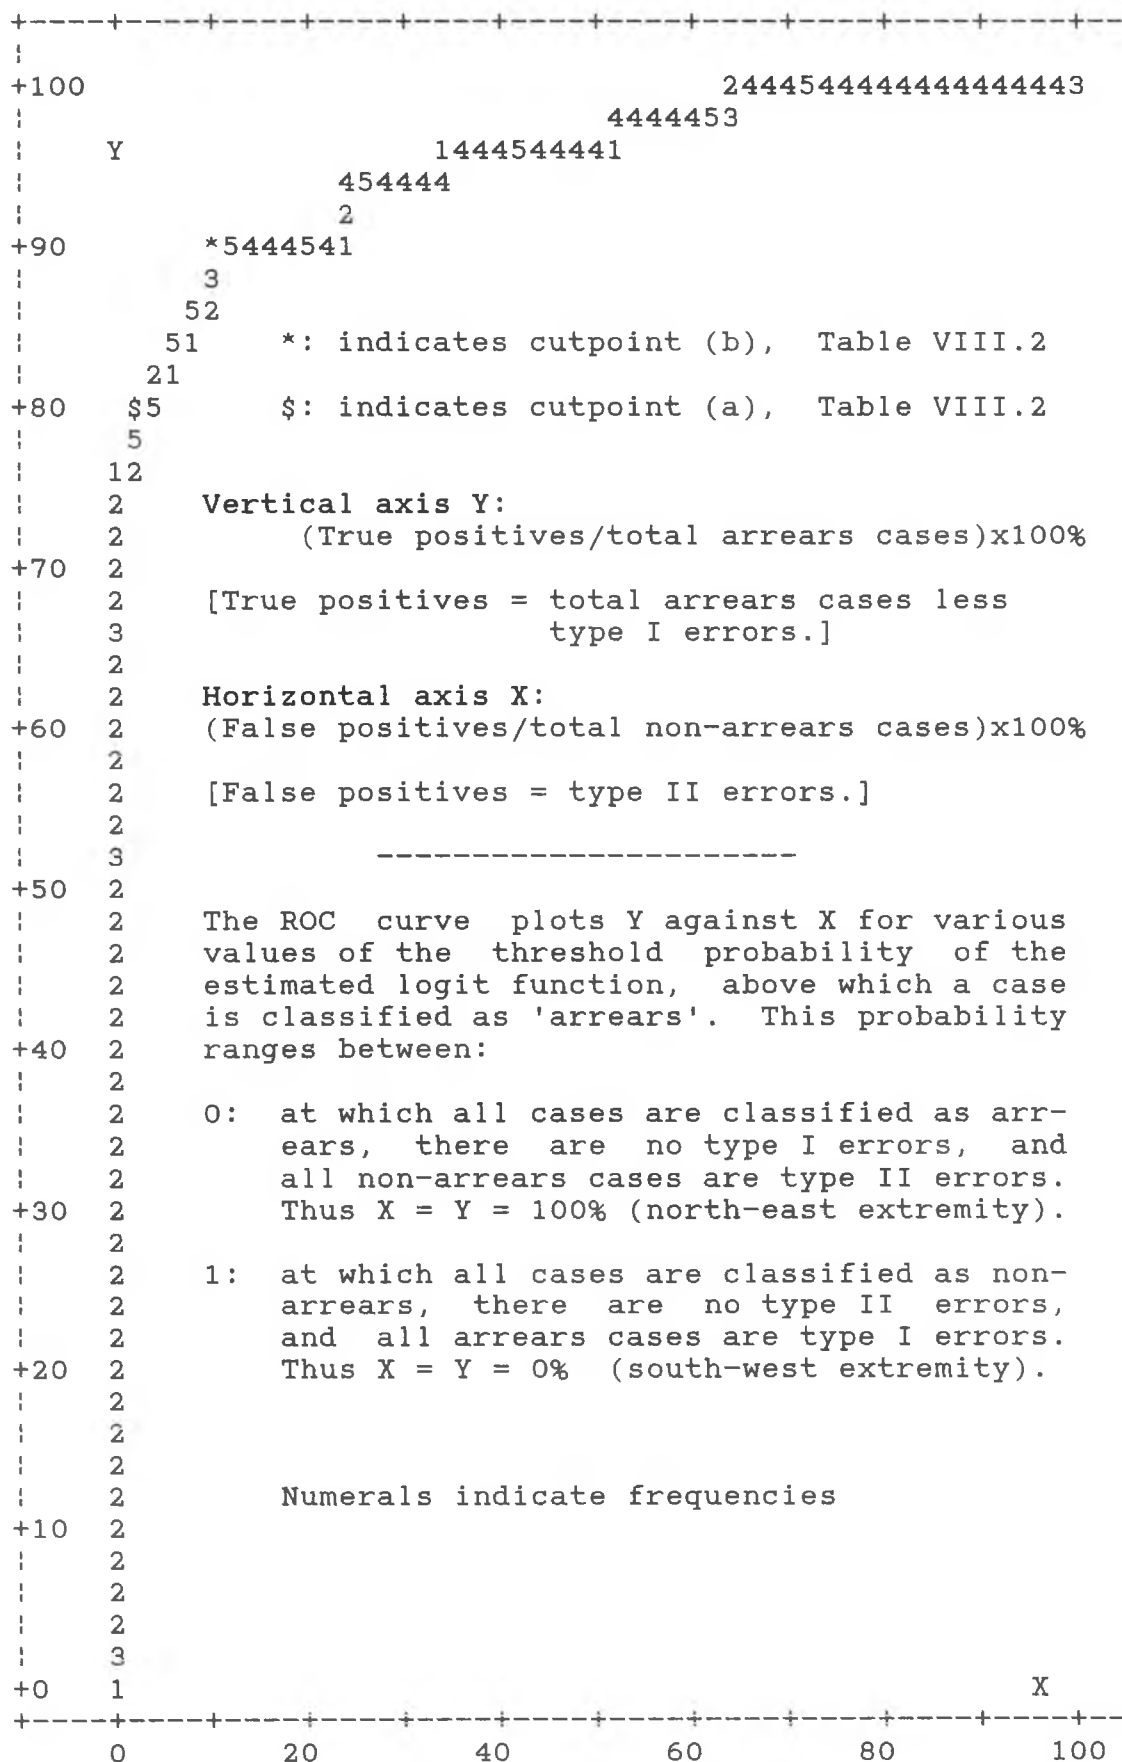 +----+----+----+----+----+----+----+----+----+----+----+--
¦
+100                                 2444544444444444443
¦                              4444453
¦    Y                1444544441
¦                454444
¦                2
+90       *5444541
¦         3
¦        52
¦       51    *: indicates cutpoint (b),  Table VIII.2
¦      21
+80   $5      $: indicates cutpoint (a),  Table VIII.2
¦     5
¦    12
¦    2    Vertical axis Y:
¦    2         (True positives/total arrears cases)x100%
+70  2
¦    2    [True positives = total arrears cases less
¦    3                      type I errors.]
¦    2
¦    2    Horizontal axis X:
+60  2    (False positives/total non-arrears cases)x100%
¦    2
¦    2    [False positives = type II errors.]
¦    2
¦    3             ----------------------
+50  2
¦    2    The ROC  curve  plots Y against X for various
¦    2    values of the  threshold  probability  of the
¦    2    estimated logit function,  above which a case
¦    2    is classified as 'arrears'.  This probability
+40  2    ranges between:
¦    2
¦    2    0:  at which all cases are classified as arr-
¦    2        ears,  there  are  no type I errors,  and
¦    2        all non-arrears cases are type II errors.
+30  2        Thus X = Y = 100% (north-east extremity).
¦    2
¦    2    1:  at which all cases are classified as non-
¦    2        arrears,  there  are  no type II  errors,
¦    2        and  all arrears cases are type I errors.
+20  2        Thus X = Y = 0%  (south-west extremity).
¦    2
¦    2
¦    2
¦    2        Numerals indicate frequencies
+10  2
¦    2
¦    2
¦    2
¦    3
+0   1                                               X
+----+----+----+----+----+----+----+----+----+----+----+--
     0        20        40        60        80        100